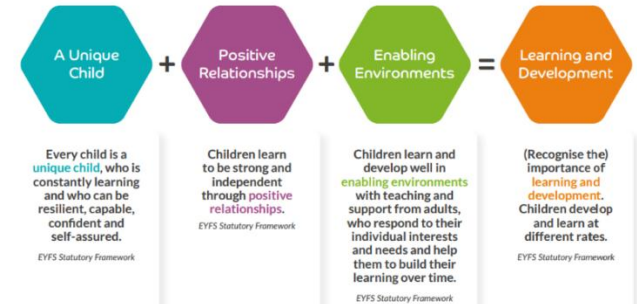 A Unique
Child
+
Positive
Relationships
+
Enabling
Environments
=
Learning and
Development
Every child is a
unique child, who is
constantly learning
and who can be
resilient, capable,
confident and
self-assured.
EYFS Statutory Framework
Children learn
to be strong and
independent
through positive
relationships.
EYFS Statutory Framework
Children learn and
develop well in
enabling environments
with teaching and
support from adults,
who respond to their
individual interests
and needs and help
them to build their
learning over time.
EYFS Statutory Framework
(Recognise the)
importance of
learning and
development.
Children develop
and learn at
different rates.
EYFS Statutory Framework